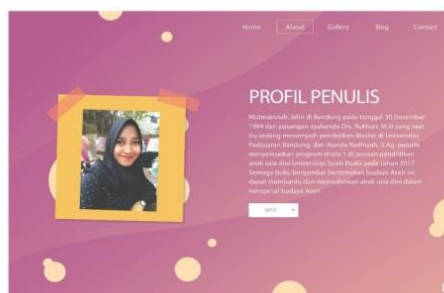 Home About Gallery Blog Contact
PROFIL PENULIS
Mutmainnah, lahir di Bandung pada tanggal 30 Desember
1994 dari pasangan ayahanda Drs. Bukhari, M.Si yang saat
itu sedang menempuh pendidikan Master di Universitas
Padjajaran Bandung, dan ibunda Radhiyah, S.Ag. penulis
menyelesaikan program strata 1 di jurusan pendidikan
anak usia dini Universitas Syiah Kuala pada tahun 2017.
Semoga buku bergambar bertemakan budaya Aceh ini
dapat membantu dan memudahkan anak usia dini dalam
mengenal budaya Aceh
INFO